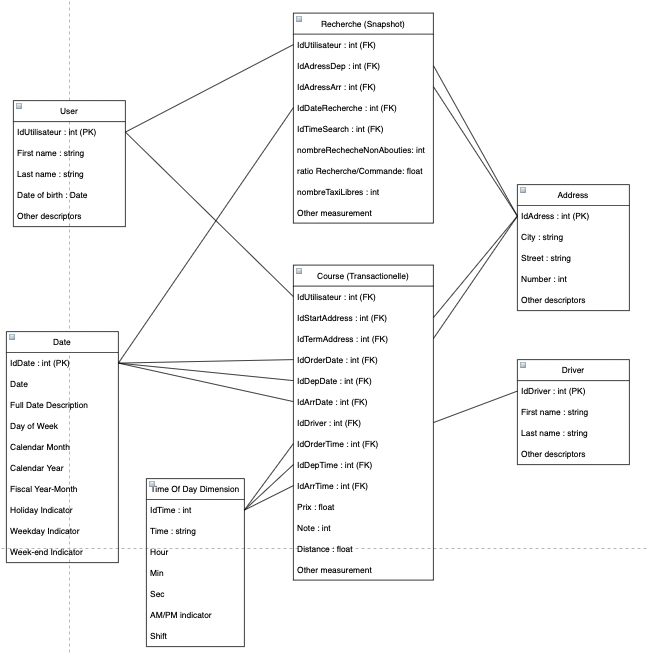 Recherche (Snapshot)
IdUtilisateur : int (FK)
IdAdressDep : int (FK)
IdAdressArr : int (FK)
IdDateRecherche : int (FK)
IdTimeSearch : int (FK)
nombreRechecheNonAbouties: int
ratio Recherche/Commande: float
nombreTaxiLibres : int
Other measurement
User
IdUtilisateur : int (PK)
First name : string
Last name : string
Date of birth : Date
Other descriptors
Address
IdAdress : int (PK)
City : string
Street : string
Number : int
Other descriptors
Course (Transactionelle)
IdUtilisateur : int (FK)
IdStartAddress : int (FK)
IdTermAddress : int (FK)
IdOrderDate : int (FK)
IdDepDate : int (FK)
IdArrDate : int (FK)
IdDriver : int (FK)
IdOrderTime : int (FK)
IdDepTime : int (FK)
IdArrTime : int (FK)
Prix : float
Note : int
Distance : float
Other measurement
Date
IdDate : int (PK)
Date
Full Date Description
Day of Week
Calendar Month
Calendar Year
Fiscal Year-Month
Holiday Indicator
Weekday Indicator
Week-end Indicator
Driver
IdDriver : int (PK)
First name : string
Last name : string
Other descriptors
Time Of Day Dimension
IdTime : int
Time : string
Hour
Min
Sec
AM/PM indicator
Shift